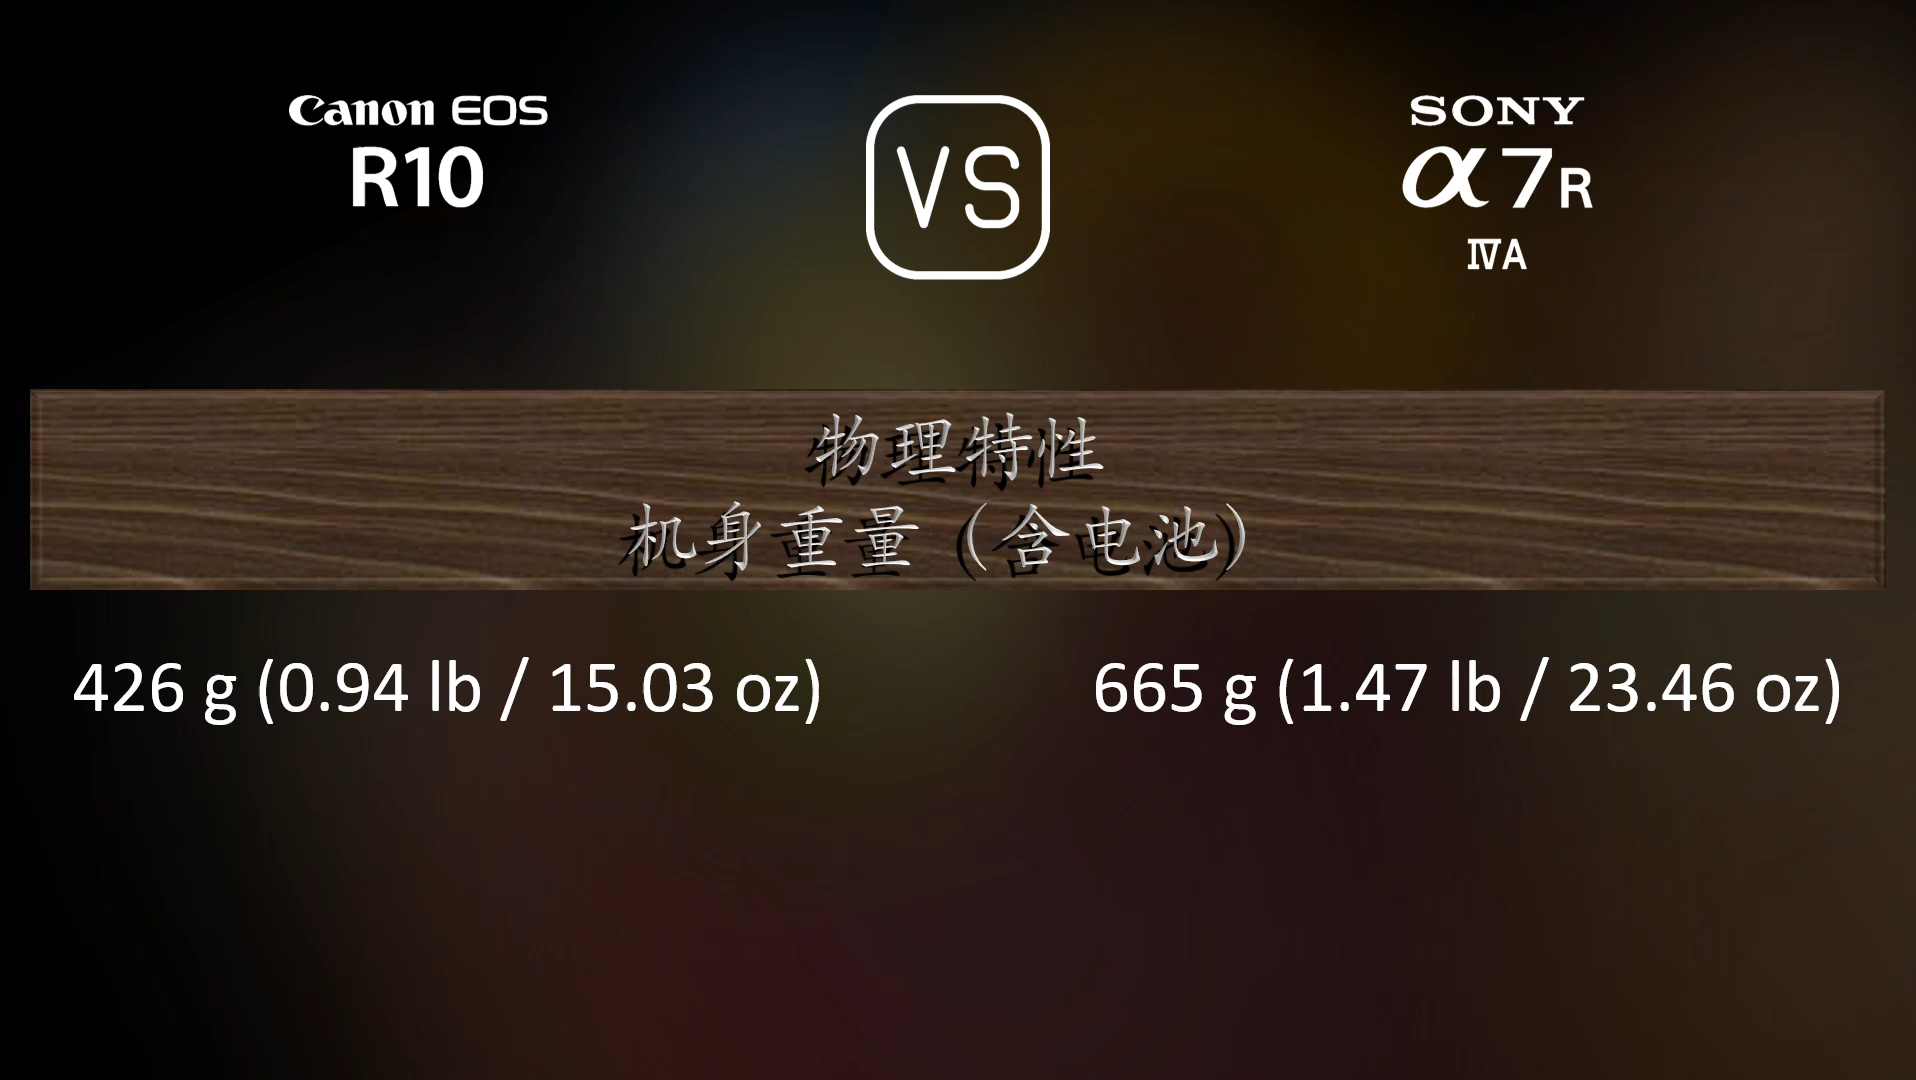 Canon EOS
R10
VS
SONY
α7R
ⅣA
物理特性
机身重量（含电池）
426 g (0.94 lb / 15.03 oz)
665 g (1.47 lb / 23.46 oz)